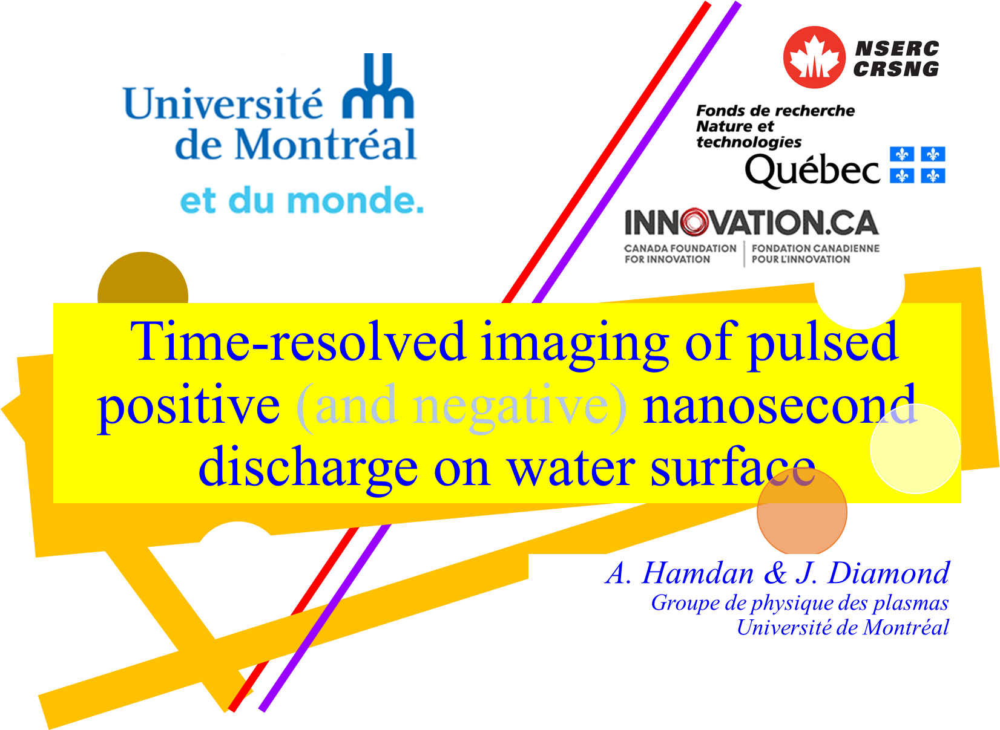 Université
de Montréal
et du monde.
NSERC
CRSNG
Fonds de recherche
Nature et
technologies
Québec
INNOVATION.CA
CANADA FOUNDATION
FOR INNOVATION
FONDATION CANADIENNE
POUR L'INNOVATION
Time-resolved imaging of pulsed
positive (and negative) nanosecond
discharge on water surface
A. Hamdan & J. Diamond
Groupe de physique des plasmas
Université de Montréal